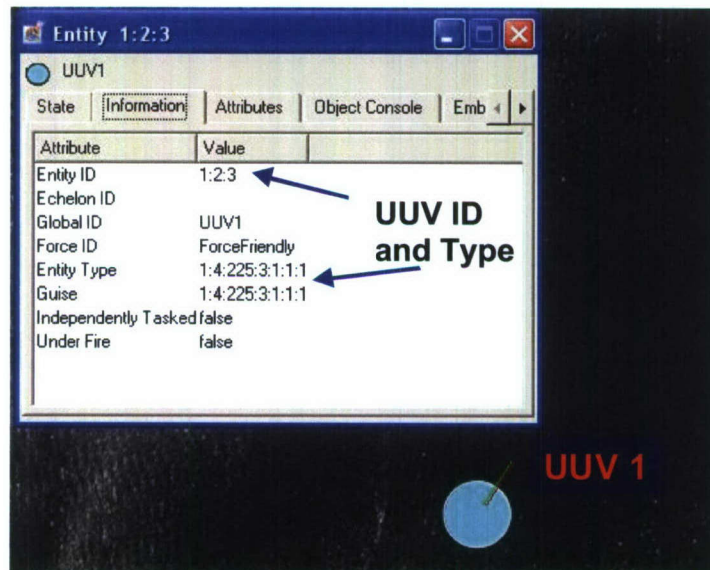 Entity 1:2:3
UUV1
State Information Attributes Object Console Emb
Attribute Value
Entity ID 1:2:3
Echelon ID
Global ID UUV1
Force ID ForceFriendly
Entity Type 1:4:225:3:1:1:1
Guise 1:4:225:3:1:1:1
Independently Tasked false
Under Fire false
UUV ID
and Type
UUV 1